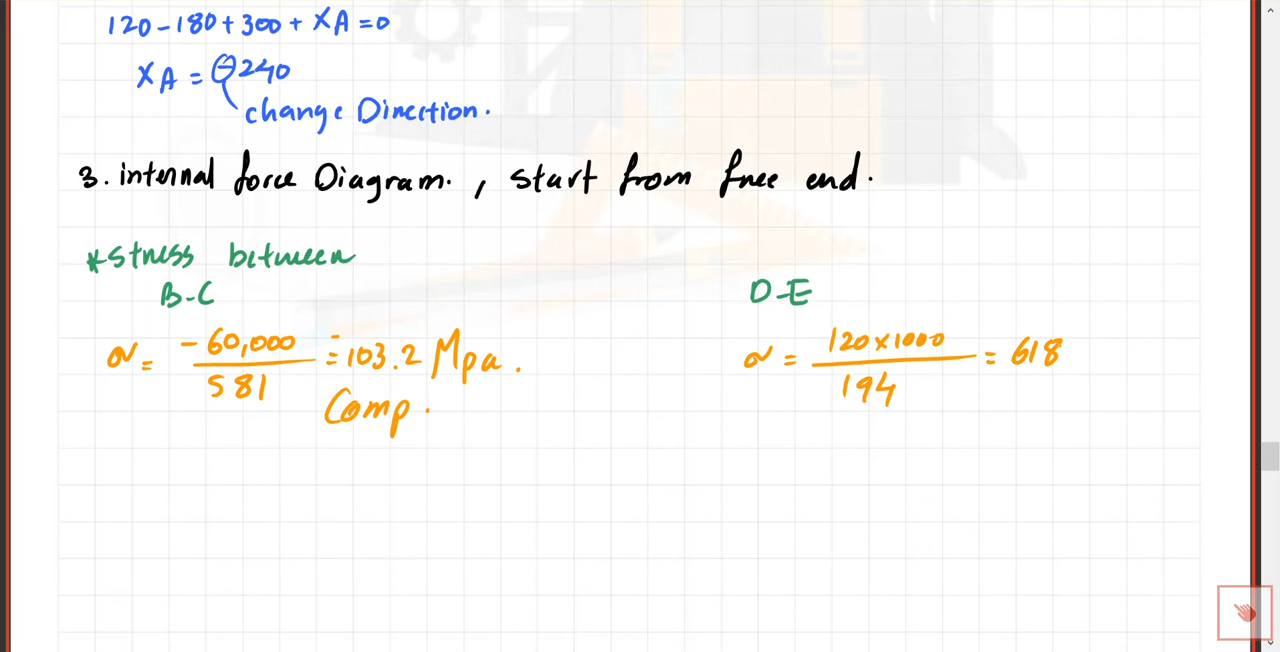 120-180+300+XA=0
XA = ⊖240
change Direction.
3. internal force Diagram. , start from free end.
*stress between
B-C
D-E
σ = -60,000 / 581 = -103.2 Mpa.
Comp.
σ = 120×1000 / 194 = 618